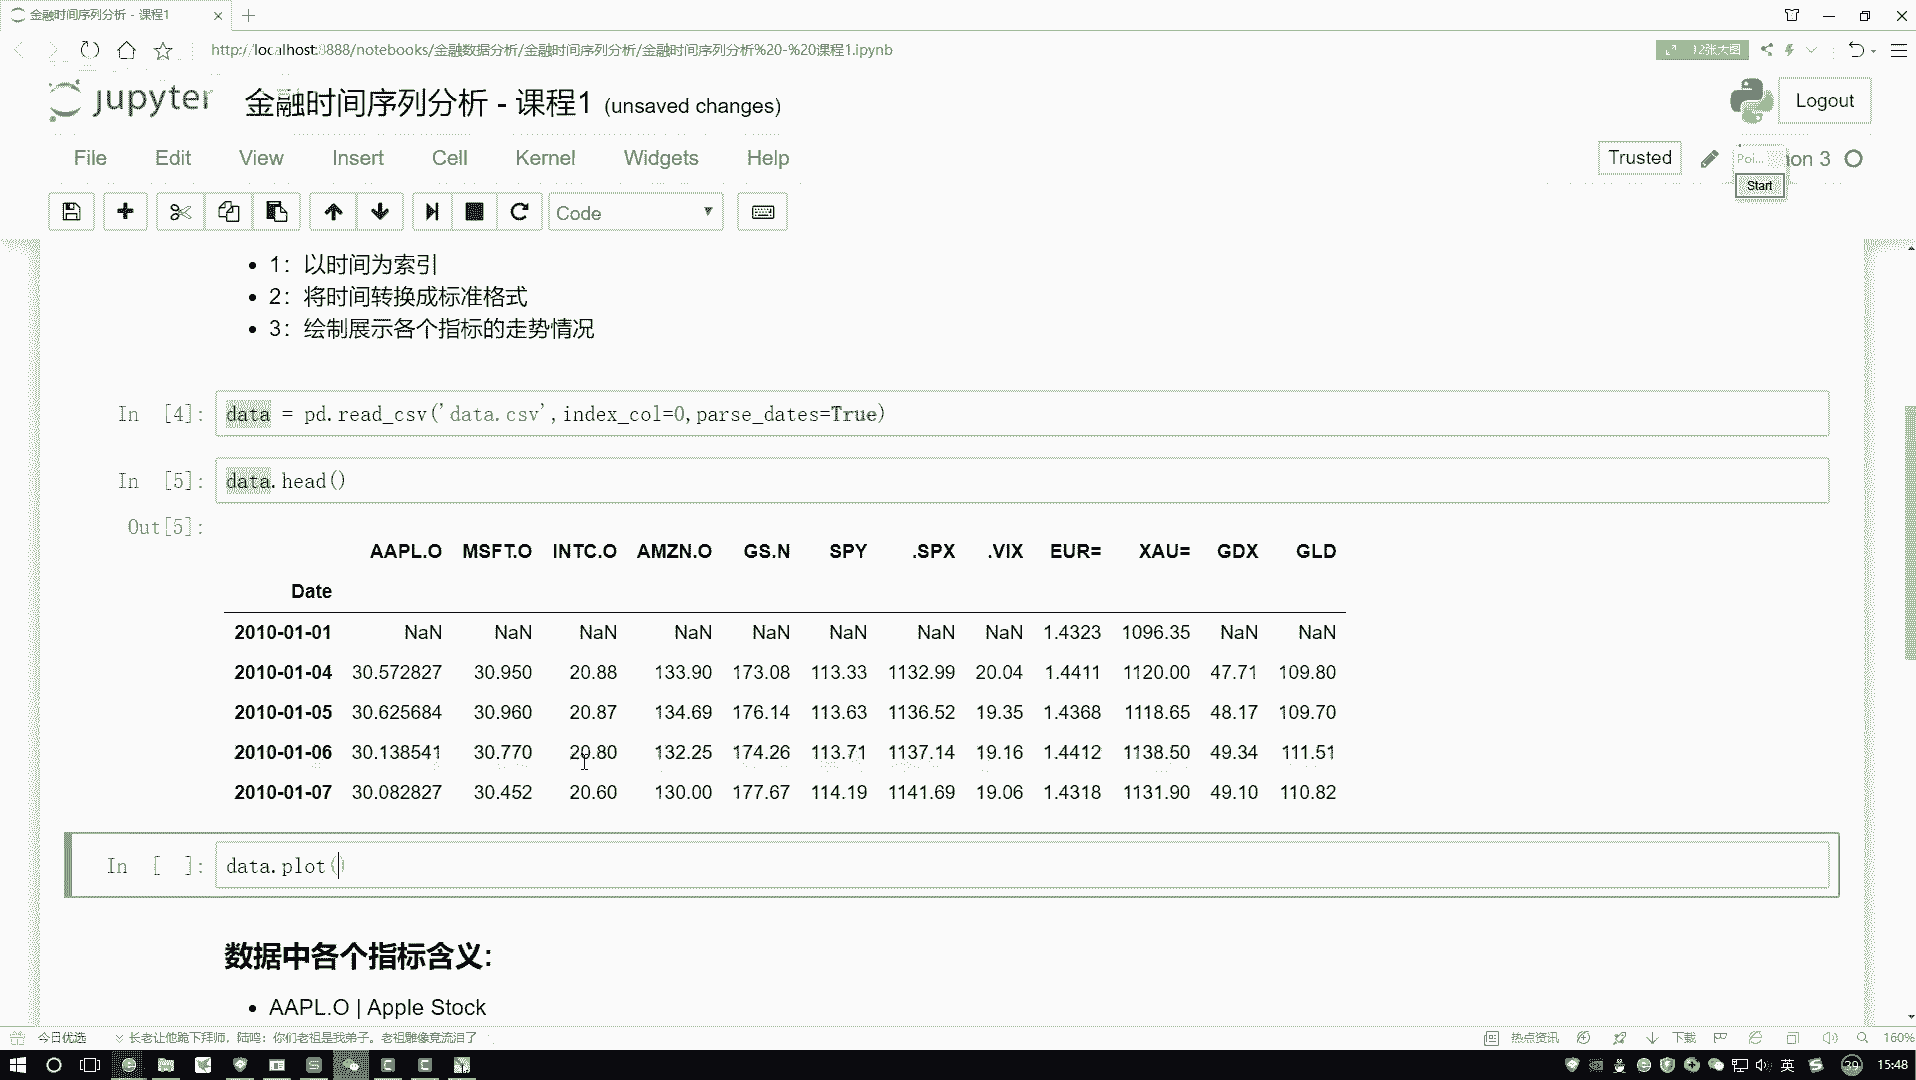 金融时间序列分析 - 课程1
http://localhost:8888/notebooks/金融数据分析/金融时间序列分析/金融时间序列分析%20-%20课程1.ipynb
12张大图
jupyter 金融时间序列分析 - 课程1 (unsaved changes)
Logout
File Edit View Insert Cell Kernel Widgets Help
Trusted
Poi...
on 3
Start
Code
1：以时间为索引
2：将时间转换成标准格式
3：绘制展示各个指标的走势情况
In [4]: data = pd.read_csv('data.csv',index_col=0,parse_dates=True)
In [5]: data.head()
Out[5]:
AAPL.O MSFT.O INTC.O AMZN.O GS.N SPY .SPX .VIX EUR= XAU= GDX GLD
Date
2010-01-01 NaN NaN NaN NaN NaN NaN NaN NaN 1.4323 1096.35 NaN NaN
2010-01-04 30.572827 30.950 20.88 133.90 173.08 113.33 1132.99 20.04 1.4411 1120.00 47.71 109.80
2010-01-05 30.625684 30.960 20.87 134.69 176.14 113.63 1136.52 19.35 1.4368 1118.65 48.17 109.70
2010-01-06 30.138541 30.770 20.80 132.25 174.26 113.71 1137.14 19.16 1.4412 1138.50 49.34 111.51
2010-01-07 30.082827 30.452 20.60 130.00 177.67 114.19 1141.69 19.06 1.4318 1131.90 49.10 110.82
In [ ]: data.plot()
数据中各个指标含义:
AAPL.O | Apple Stock
今日优选 长老让他跪下拜师，陆鸣：你们老祖是我弟子。老祖雕像竟流泪了
热点资讯 下载 160%
英 29 15:48